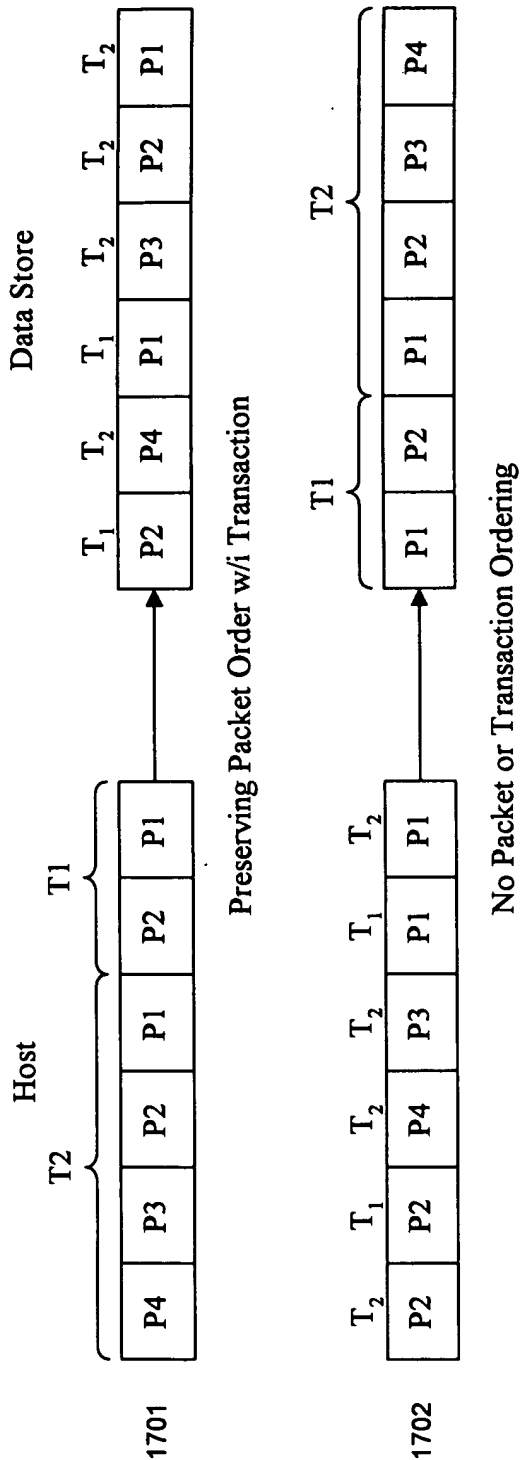 Host
Data Store
T2
T1
T₁ T₂ T₁ T₂ T₂ T₂
1701
P4 P3 P2 P1 P2 P1
P2 P4 P1 P3 P2 P1
Preserving Packet Order w/i Transaction
T₂ T₁ T₂ T₂ T₁ T₂
T1
T2
1702
P2 P2 P4 P3 P1 P1
P1 P2 P1 P2 P3 P4
No Packet or Transaction Ordering